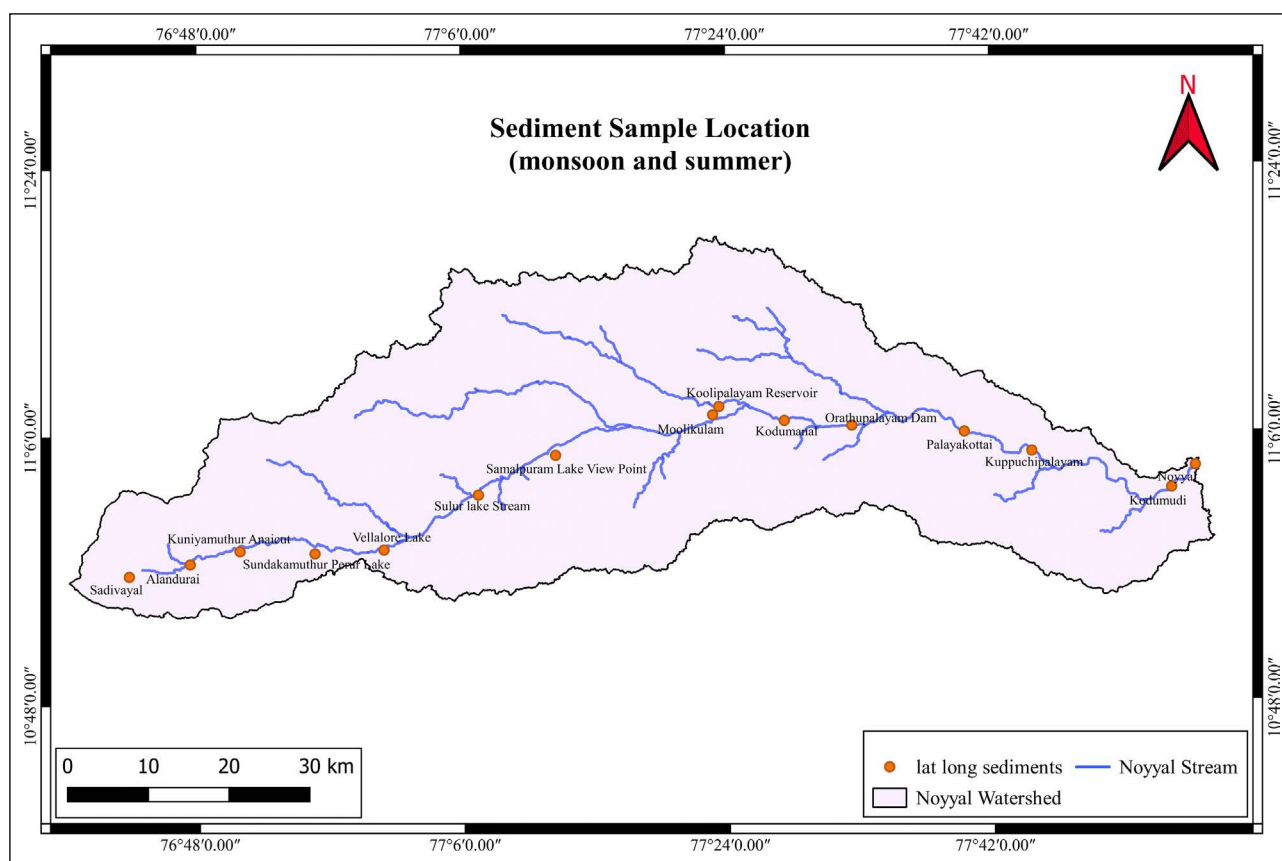 76°48′0.00″ 77°6′0.00″ 77°24′0.00″ 77°42′0.00″
N
Sediment Sample Location
(monsoon and summer)
11°24′0.00″ 11°24′0.00″
Koolipalayam Reservoir
Moolikulam
Kodumanal
Orathupalayam Dam
11°6′0.00″ 11°6′0.00″
Palayakottai
Kuppuchipalayam
Samalpuram Lake View Point
Noyyal
Kodumudi
Sulur lake Stream
Vellalore Lake
Kuniyamuthur Anaicut
Sundakamuthur Perur Lake
Alandurai
Sadivayal
10°48′0.00″ 10°48′0.00″
0 10 20 30 km
lat long sediments Noyyal Stream
Noyyal Watershed
76°48′0.00″ 77°6′0.00″ 77°24′0.00″ 77°42′0.00″